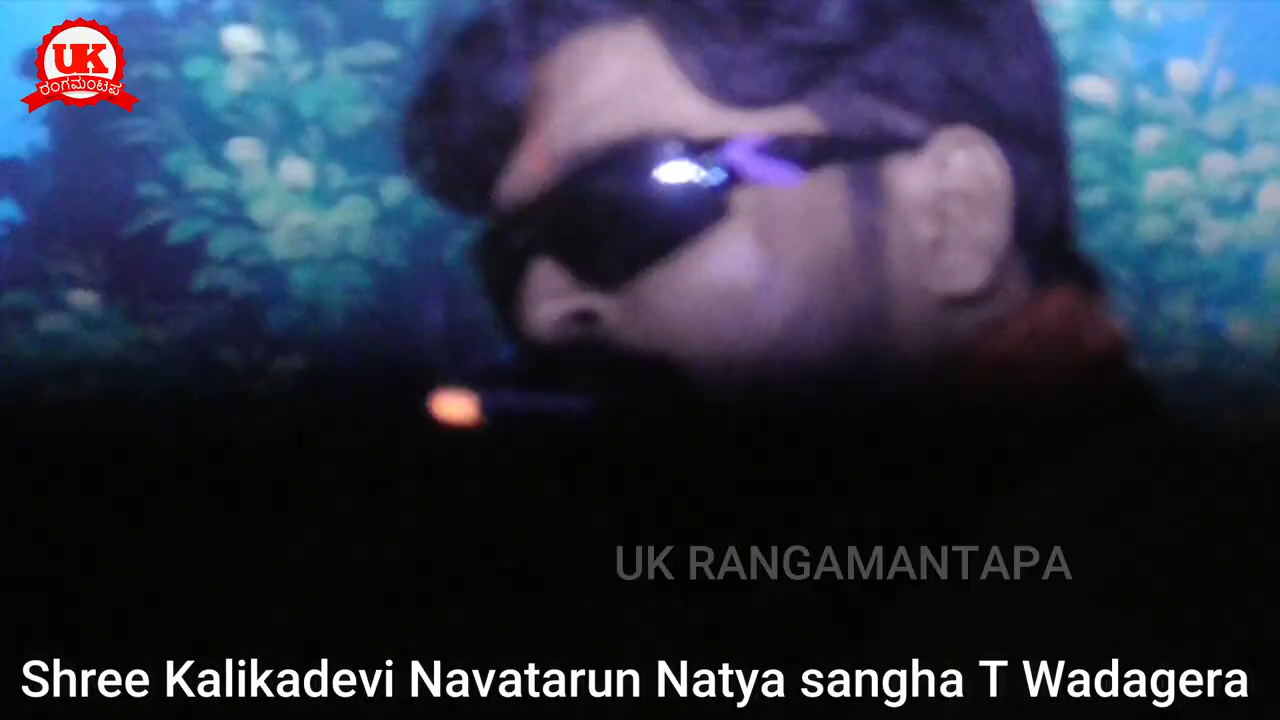 UK
ರಂಗಮಂಟಪ
UK RANGAMANTAPA
Shree Kalikadevi Navatarun Natya sangha T Wadagera